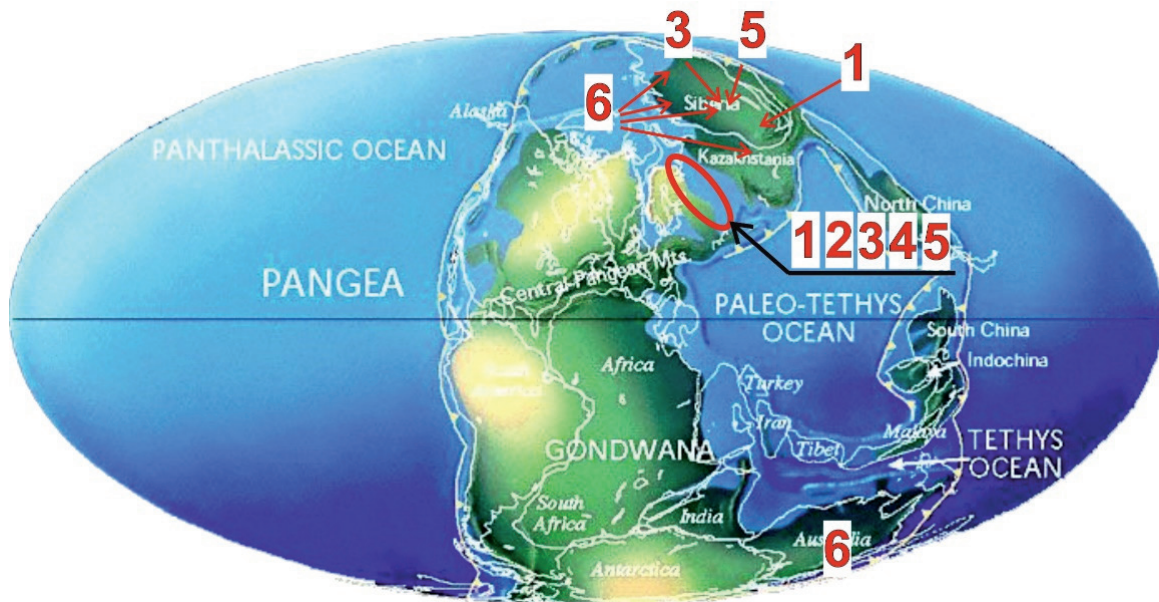 3 5
1
6
Siberia
Alaska
PANTHALASSIC OCEAN
Kazakhstania
North China
1 2 3 4 5
PANGEA
Central Pangean Mts.
PALEO-TETHYS
OCEAN
South China
Indochina
Africa
South
America
Turkey
Iran
Tibet
Malaya
GONDWANA
TETHYS
OCEAN
South
Africa
India
Australia
6
Antarctica